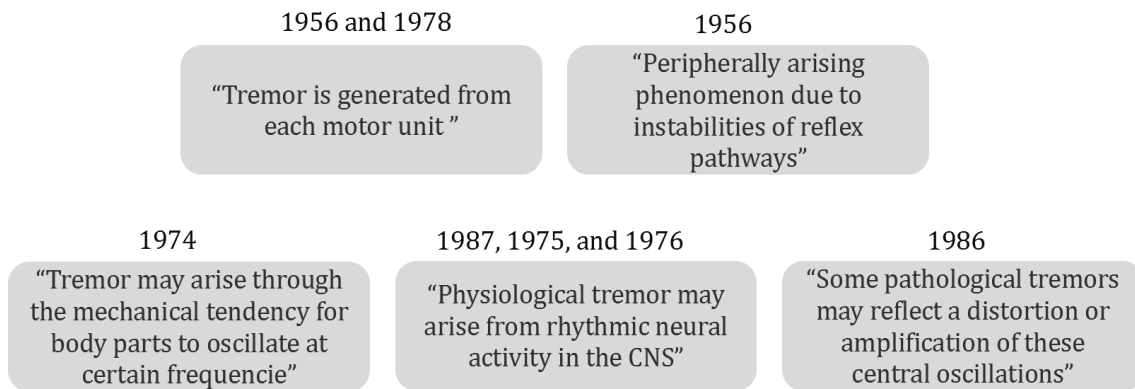 1956 and 1978
“Tremor is generated from
each motor unit ”
1956
“Peripherally arising
phenomenon due to
instabilities of reflex
pathways”
1974
“Tremor may arise through
the mechanical tendency for
body parts to oscillate at
certain frequencie”
1987, 1975, and 1976
“Physiological tremor may
arise from rhythmic neural
activity in the CNS”
1986
“Some pathological tremors
may reflect a distortion or
amplification of these
central oscillations”